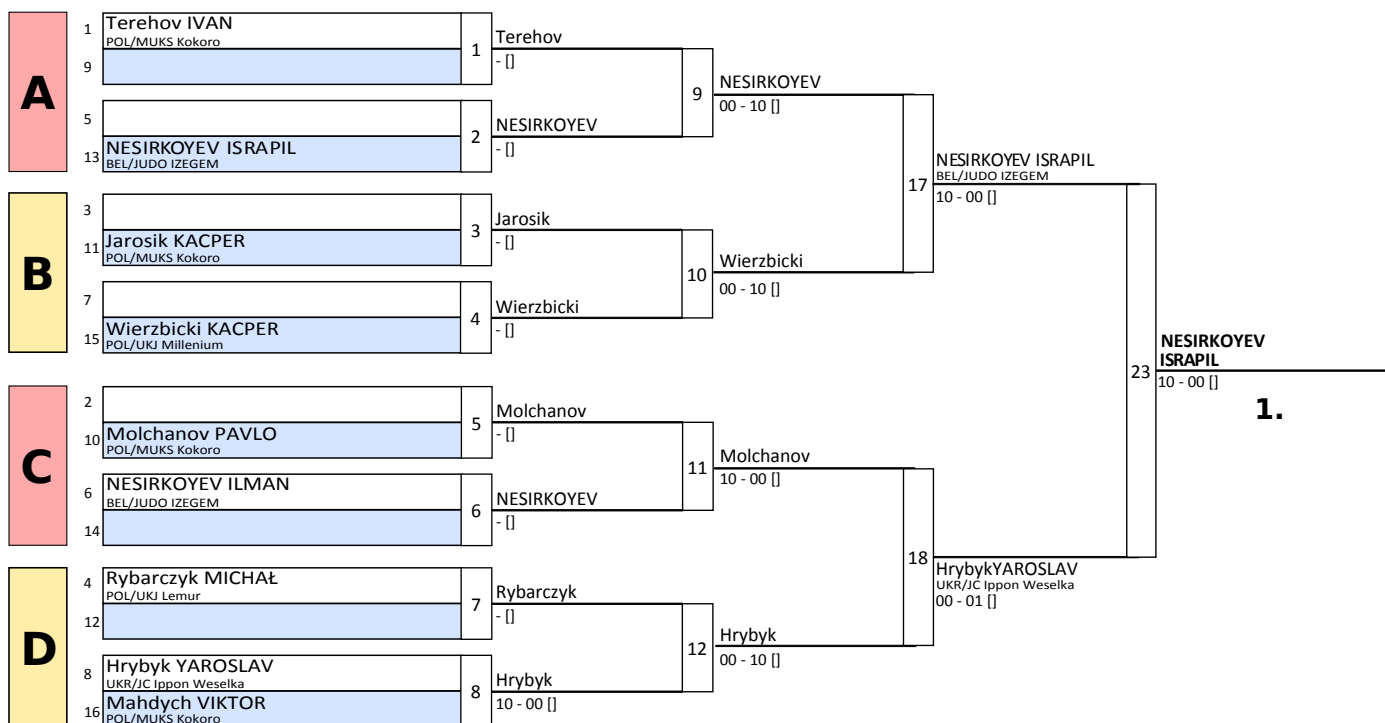 A
1
Terehov IVAN
POL/MUKS Kokoro
9
1
Terehov
- []
5
13
NESIRKOYEV ISRAPIL
BEL/JUDO IZEGEM
2
NESIRKOYEV
- []
9
NESIRKOYEV
00 - 10 []
B
3
11
Jarosik KACPER
POL/MUKS Kokoro
3
Jarosik
- []
7
15
Wierzbicki KACPER
POL/UKJ Millenium
4
Wierzbicki
- []
10
Wierzbicki
00 - 10 []
17
NESIRKOYEV ISRAPIL
BEL/JUDO IZEGEM
10 - 00 []
C
2
10
Molchanov PAVLO
POL/MUKS Kokoro
5
Molchanov
- []
6
NESIRKOYEV ILMAN
BEL/JUDO IZEGEM
14
6
NESIRKOYEV
- []
11
Molchanov
10 - 00 []
D
4
Rybarczyk MICHAŁ
POL/UKJ Lemur
12
7
Rybarczyk
- []
8
Hrybyk YAROSLAV
UKR/JC Ippon Weselka
16
Mahdych VIKTOR
POL/MUKS Kokoro
8
Hrybyk
10 - 00 []
12
Hrybyk
00 - 10 []
18
HrybykYAROSLAV
UKR/JC Ippon Weselka
00 - 01 []
23
NESIRKOYEV
ISRAPIL
10 - 00 []
1.